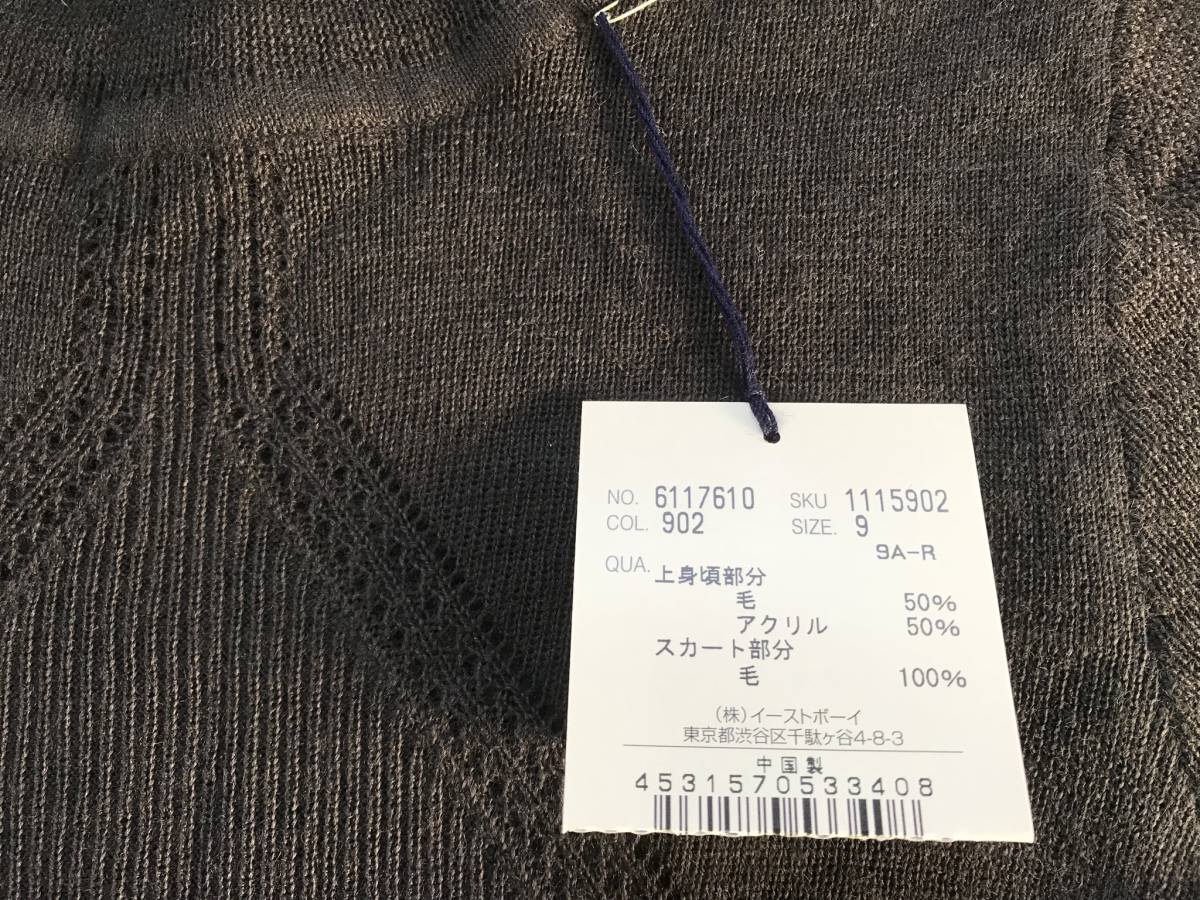 NO. 6117610 SKU 1115902
COL. 902 SIZE. 9
9A-R
QUA. 上身頃部分
毛 50%
アクリル 50%
スカート部分
毛 100%
(株)イーストボーイ
東京都渋谷区千駄ヶ谷4-8-3
中国製
4531570533408